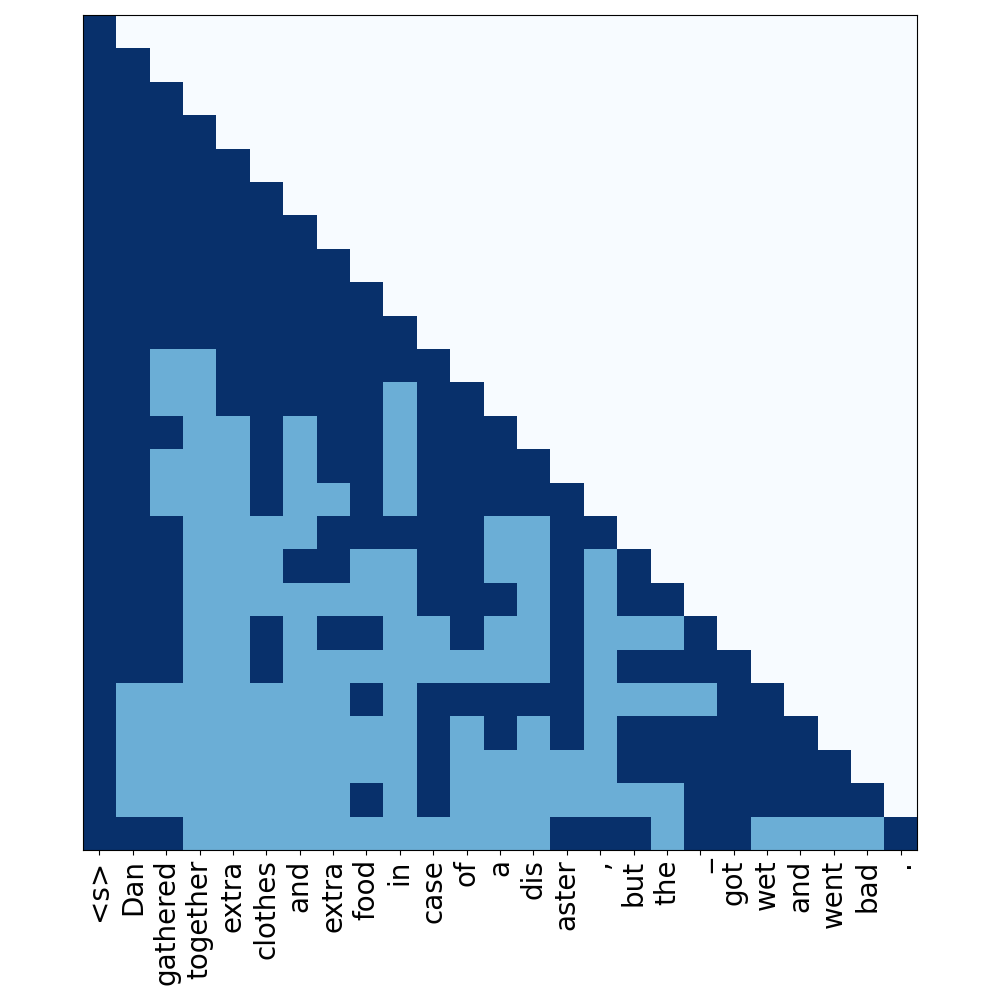 <s> Dan gathered together extra clothes and extra food in case of a dis aster , but the _ got wet and went bad .